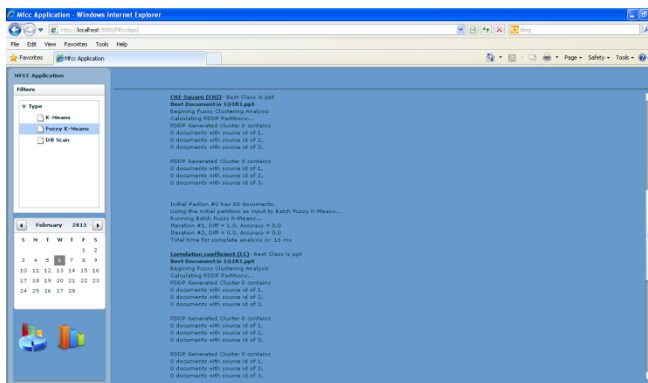 Mfcc Application - Windows Internet Explorer
http://localhost:8080/MfccApp/
Bing
File Edit View Favorites Tools Help
Favorites Mfcc Application Page Safety Tools
MFCC Application
Filters
Type
K-Means
Fuzzy K-Means
DB Scan
February 2013
S M T W T F S
1 2
3 4 5 6 7 8 9
10 11 12 13 14 15 16
17 18 19 20 21 22 23
24 25 26 27 28
CHI-Square (CHI)- Best Class is ppt
Best Document is 1@IR1.ppt
Begining Fuzzy Clustering Analysis
Calculating PDDP Partitions...
PDDP Generated Cluster 0 contains
0 documents with source id of 1,
0 documents with source id of 2,
0 documents with source id of 3,
PDDP Generated Cluster 0 contains
0 documents with source id of 1,
0 documents with source id of 2,
0 documents with source id of 3,
Initial Partion #0 has 60 documents;
Using the initial partition as input to Batch Fuzzy K-Means...
Running Batch Fuzzy K-Means...
Iteration #1, Diff = 1.0, Accuracy = 0.0
Iteration #2, Diff = 0.0, Accuracy = 0.0
Total time for complete analysis is: 16 ms
Correlation coefficient (CC)- Best Class is ppt
Best Document is 1@IR1.ppt
Begining Fuzzy Clustering Analysis
Calculating PDDP Partitions...
PDDP Generated Cluster 0 contains
0 documents with source id of 1,
0 documents with source id of 2,
0 documents with source id of 3,
PDDP Generated Cluster 0 contains
0 documents with source id of 1,
0 documents with source id of 2,
0 documents with source id of 3,
PDDP Generated Cluster 0 contains
0 documents with source id of 1,
0 documents with source id of 2,
0 documents with source id of 3,